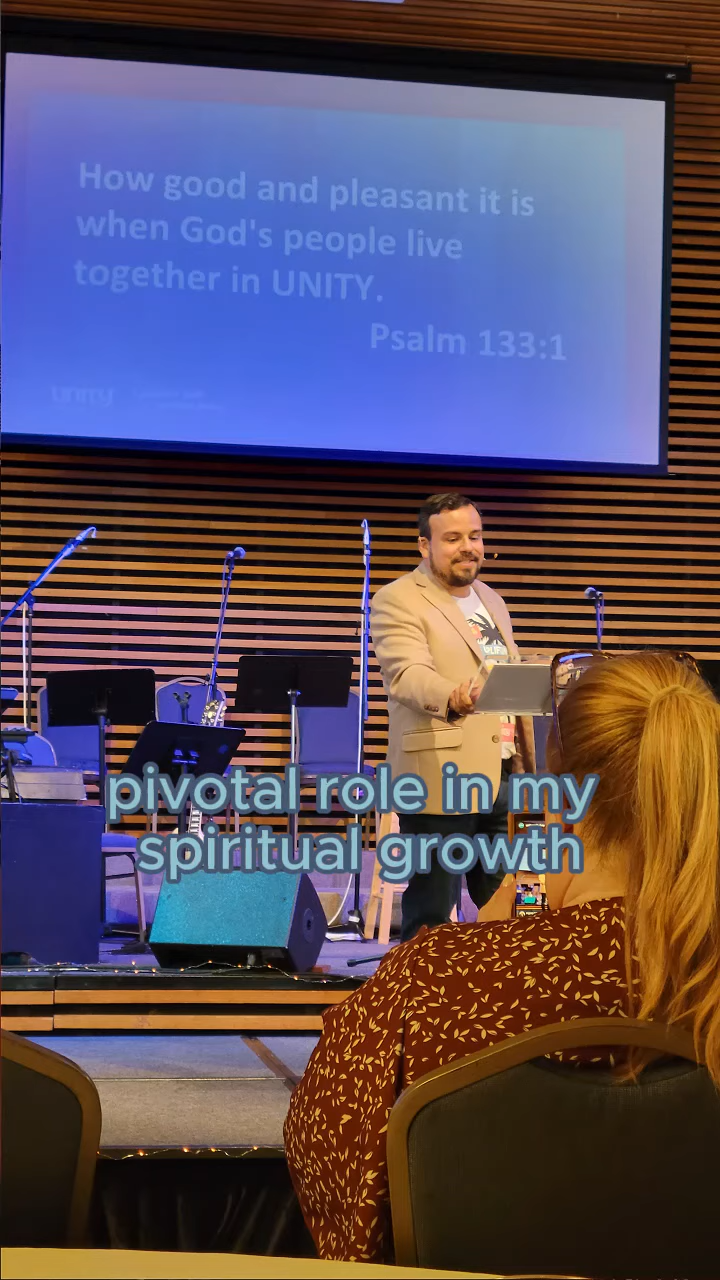 How good and pleasant it is
when God's people live
together in UNITY.
Psalm 133:1
unity
pivotal role in my
spiritual growth